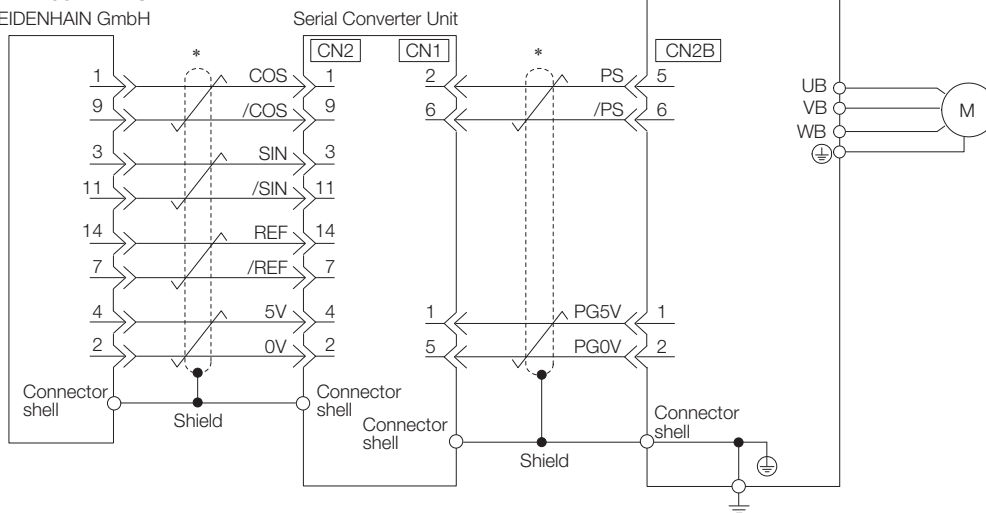 EIDENHAIN GmbH
Serial Converter Unit
CN2 CN1 CN2B
* *
1 COS 1 2 PS 5
9 /COS 9 6 /PS 6
3 SIN 3
11 /SIN 11
14 REF 14
7 /REF 7
4 5V 4 1 PG5V 1
2 0V 2 5 PG0V 2
UB
VB
WB
M
Connector shell
Shield
Connector shell
Connector shell
Shield
Connector shell